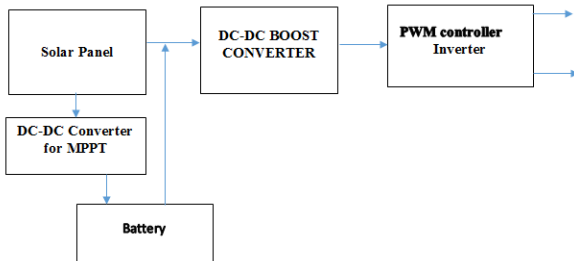 Solar Panel
DC-DC BOOST
CONVERTER
PWM controller
Inverter
DC-DC Converter
for MPPT
Battery